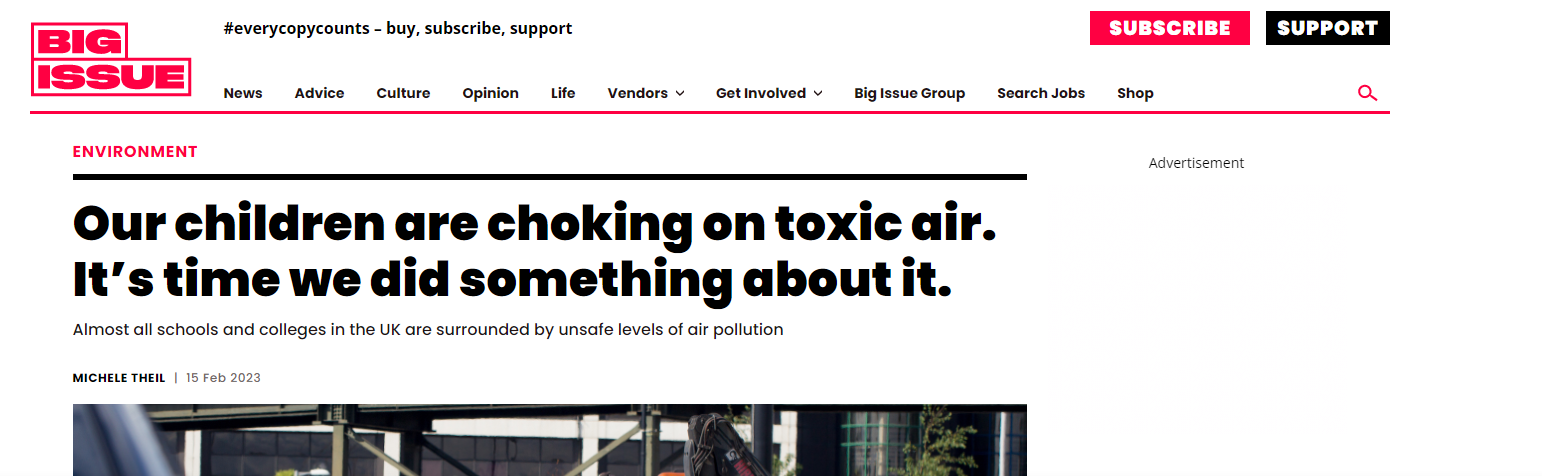 BIG
ISSUE
#everycopycounts – buy, subscribe, support
SUBSCRIBE
SUPPORT
News Advice Culture Opinion Life Vendors Get Involved Big Issue Group Search Jobs Shop
ENVIRONMENT
Advertisement
Our children are choking on toxic air.
It’s time we did something about it.
Almost all schools and colleges in the UK are surrounded by unsafe levels of air pollution
MICHELE THEIL | 15 Feb 2023